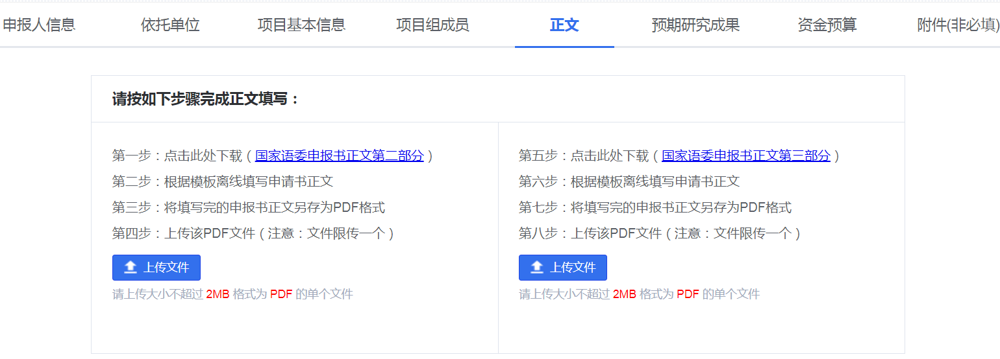 申报人信息 依托单位 项目基本信息 项目组成员 正文 预期研究成果 资金预算 附件(非必填)
请按如下步骤完成正文填写：
第一步：点击此处下载（国家语委申报书正文第二部分）
第二步：根据模板离线填写申请书正文
第三步：将填写完的申报书正文另存为PDF格式
第四步：上传该PDF文件（注意：文件限传一个）
上传文件
请上传大小不超过 2MB 格式为 PDF 的单个文件
第五步：点击此处下载（国家语委申报书正文第三部分）
第六步：根据模板离线填写申请书正文
第七步：将填写完的申报书正文另存为PDF格式
第八步：上传该PDF文件（注意：文件限传一个）
上传文件
请上传大小不超过 2MB 格式为 PDF 的单个文件